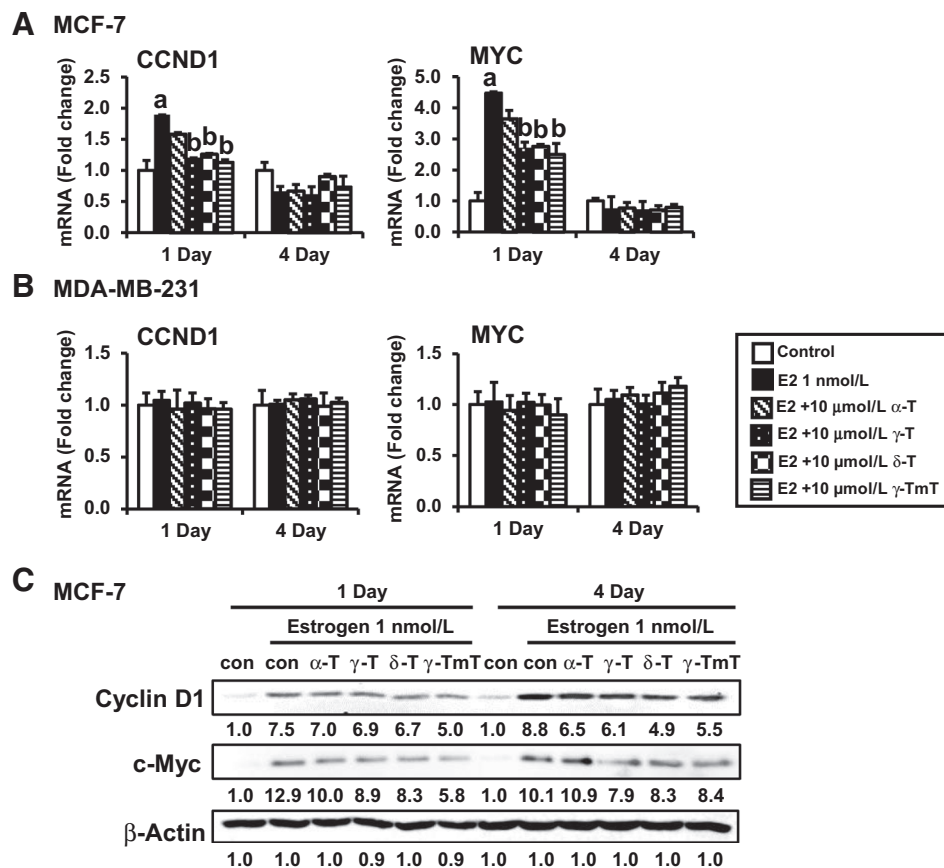 A MCF-7
CCND1
mRNA (Fold change)
2.5
2.0
1.5
1.0
0.5
0.0
a
b
b
b
1 Day
4 Day
MYC
mRNA (Fold change)
5.0
4.0
3.0
2.0
1.0
0.0
a
b
b
b
1 Day
4 Day
B MDA-MB-231
CCND1
mRNA (Fold change)
1.5
1.0
0.5
0.0
1 Day
4 Day
MYC
mRNA (Fold change)
1.5
1.0
0.5
0.0
1 Day
4 Day
Control
E2 1 nmol/L
E2 +10 μmol/L α-T
E2 +10 μmol/L γ-T
E2 +10 μmol/L δ-T
E2 +10 μmol/L γ-TmT
C MCF-7
1 Day 4 Day
Estrogen 1 nmol/L Estrogen 1 nmol/L
con con α-T γ-T δ-T γ-TmT con con α-T γ-T δ-T γ-TmT
Cyclin D1
1.0 7.5 7.0 6.9 6.7 5.0 1.0 8.8 6.5 6.1 4.9 5.5
c-Myc
1.0 12.9 10.0 8.9 8.3 5.8 1.0 10.1 10.9 7.9 8.3 8.4
β-Actin
1.0 1.0 1.0 0.9 1.0 0.9 1.0 1.0 1.0 1.0 1.0 1.0